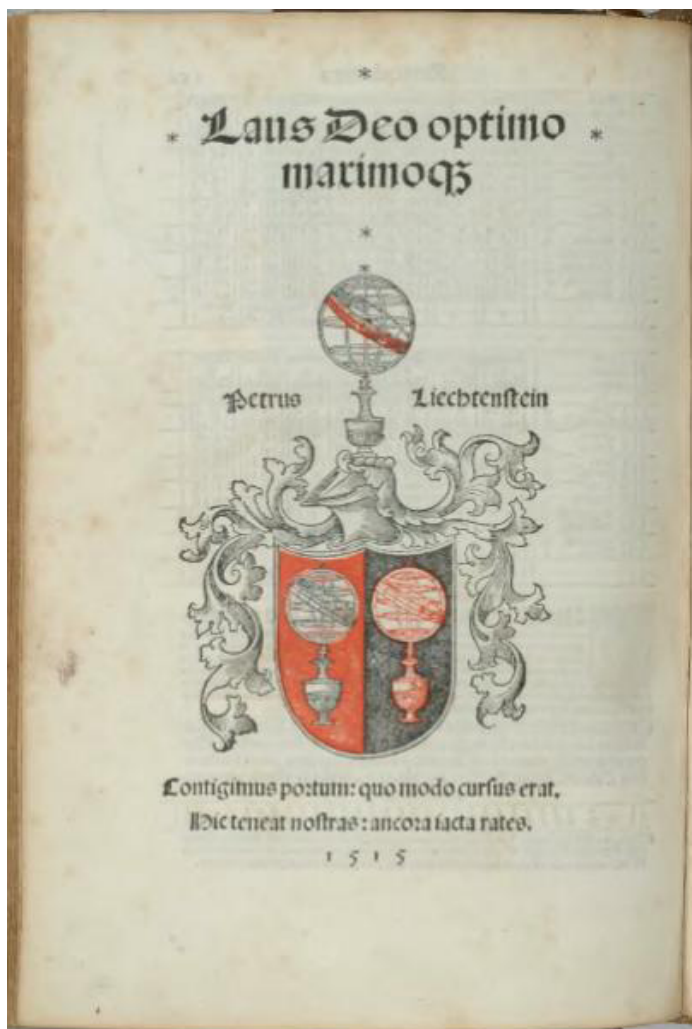 Laus Deo optimo
maximoqꝫ
Petrus Liechtenstein
Contigimus portum: quo modo cursus erat.
Hic teneat nostras: ancora iacta rates.
1515